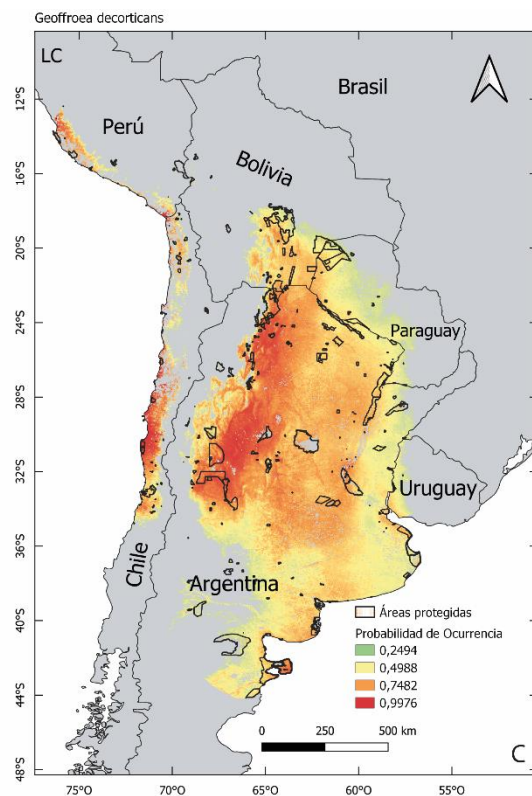 Geoffroea decorticans
LC
Brasil
12°S
Perú
16°S
Bolivia
20°S
24°S
Paraguay
28°S
32°S
Uruguay
36°S
Chile
Argentina
Áreas protegidas
Probabilidad de Ocurrencia
40°S
0,2494
0,4988
0,7482
44°S
0,9976
0 250 500 km
48°S
C
75°O 70°O 65°O 60°O 55°O